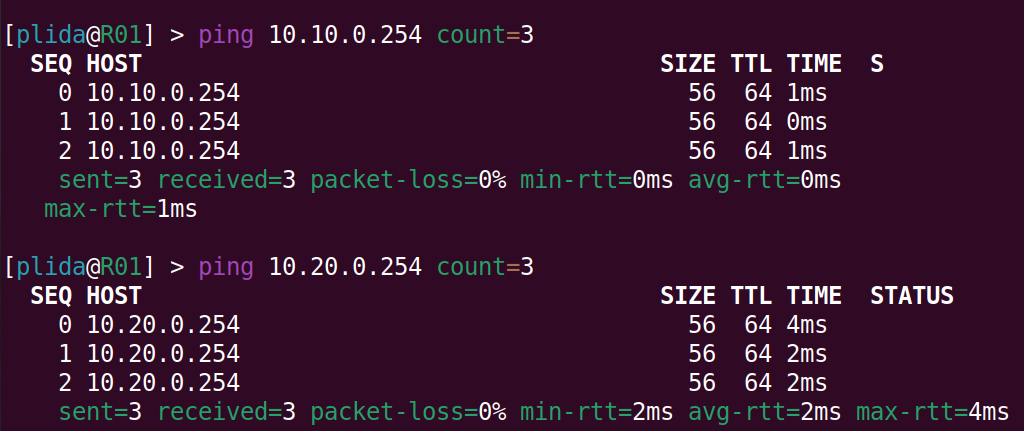 [plida@R01] > ping 10.10.0.254 count=3
SEQ HOST SIZE TTL TIME S
0 10.10.0.254 56 64 1ms
1 10.10.0.254 56 64 0ms
2 10.10.0.254 56 64 1ms
sent=3 received=3 packet-loss=0% min-rtt=0ms avg-rtt=0ms
max-rtt=1ms
[plida@R01] > ping 10.20.0.254 count=3
SEQ HOST SIZE TTL TIME STATUS
0 10.20.0.254 56 64 4ms
1 10.20.0.254 56 64 2ms
2 10.20.0.254 56 64 2ms
sent=3 received=3 packet-loss=0% min-rtt=2ms avg-rtt=2ms max-rtt=4ms